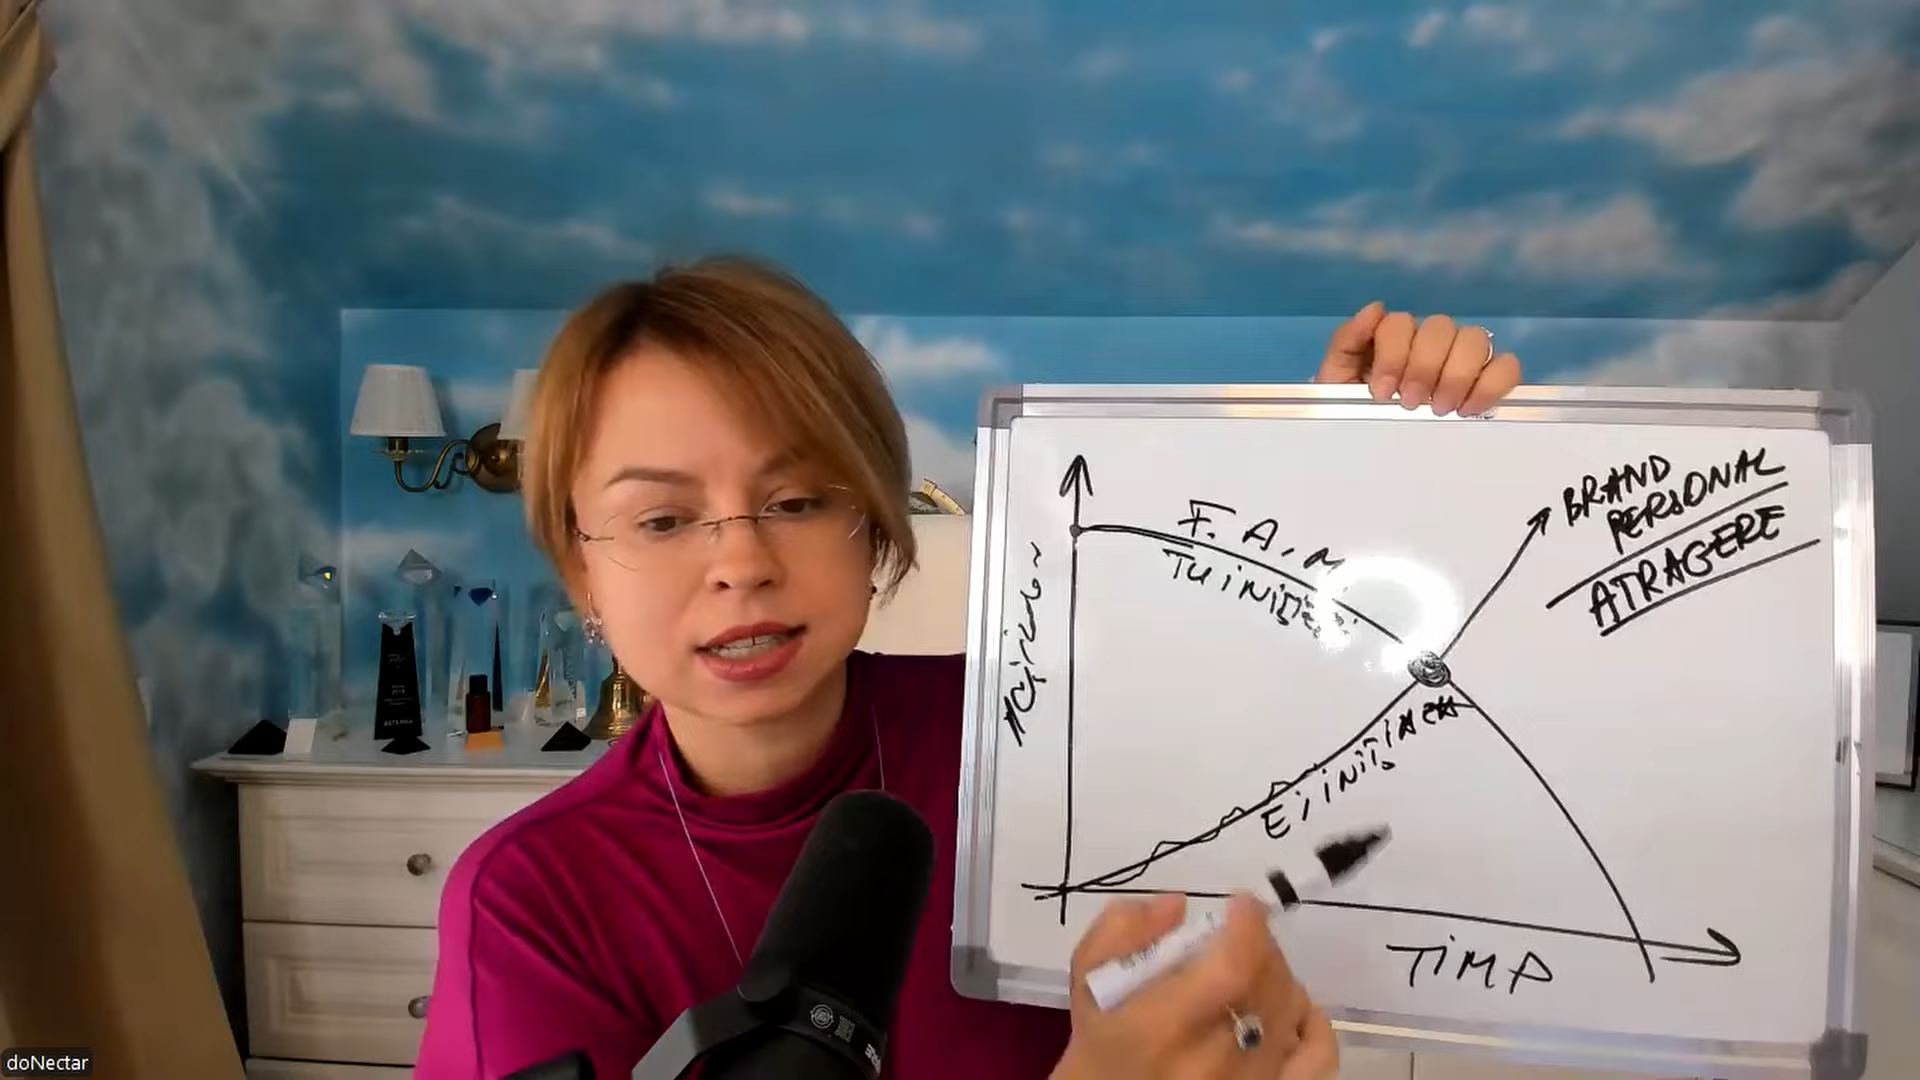 F. A. M
TU INIȚIEZI
BRAND
PERSONAL
ATRAGERE
EI INIȚIAZĂ
TIMP
doNectar